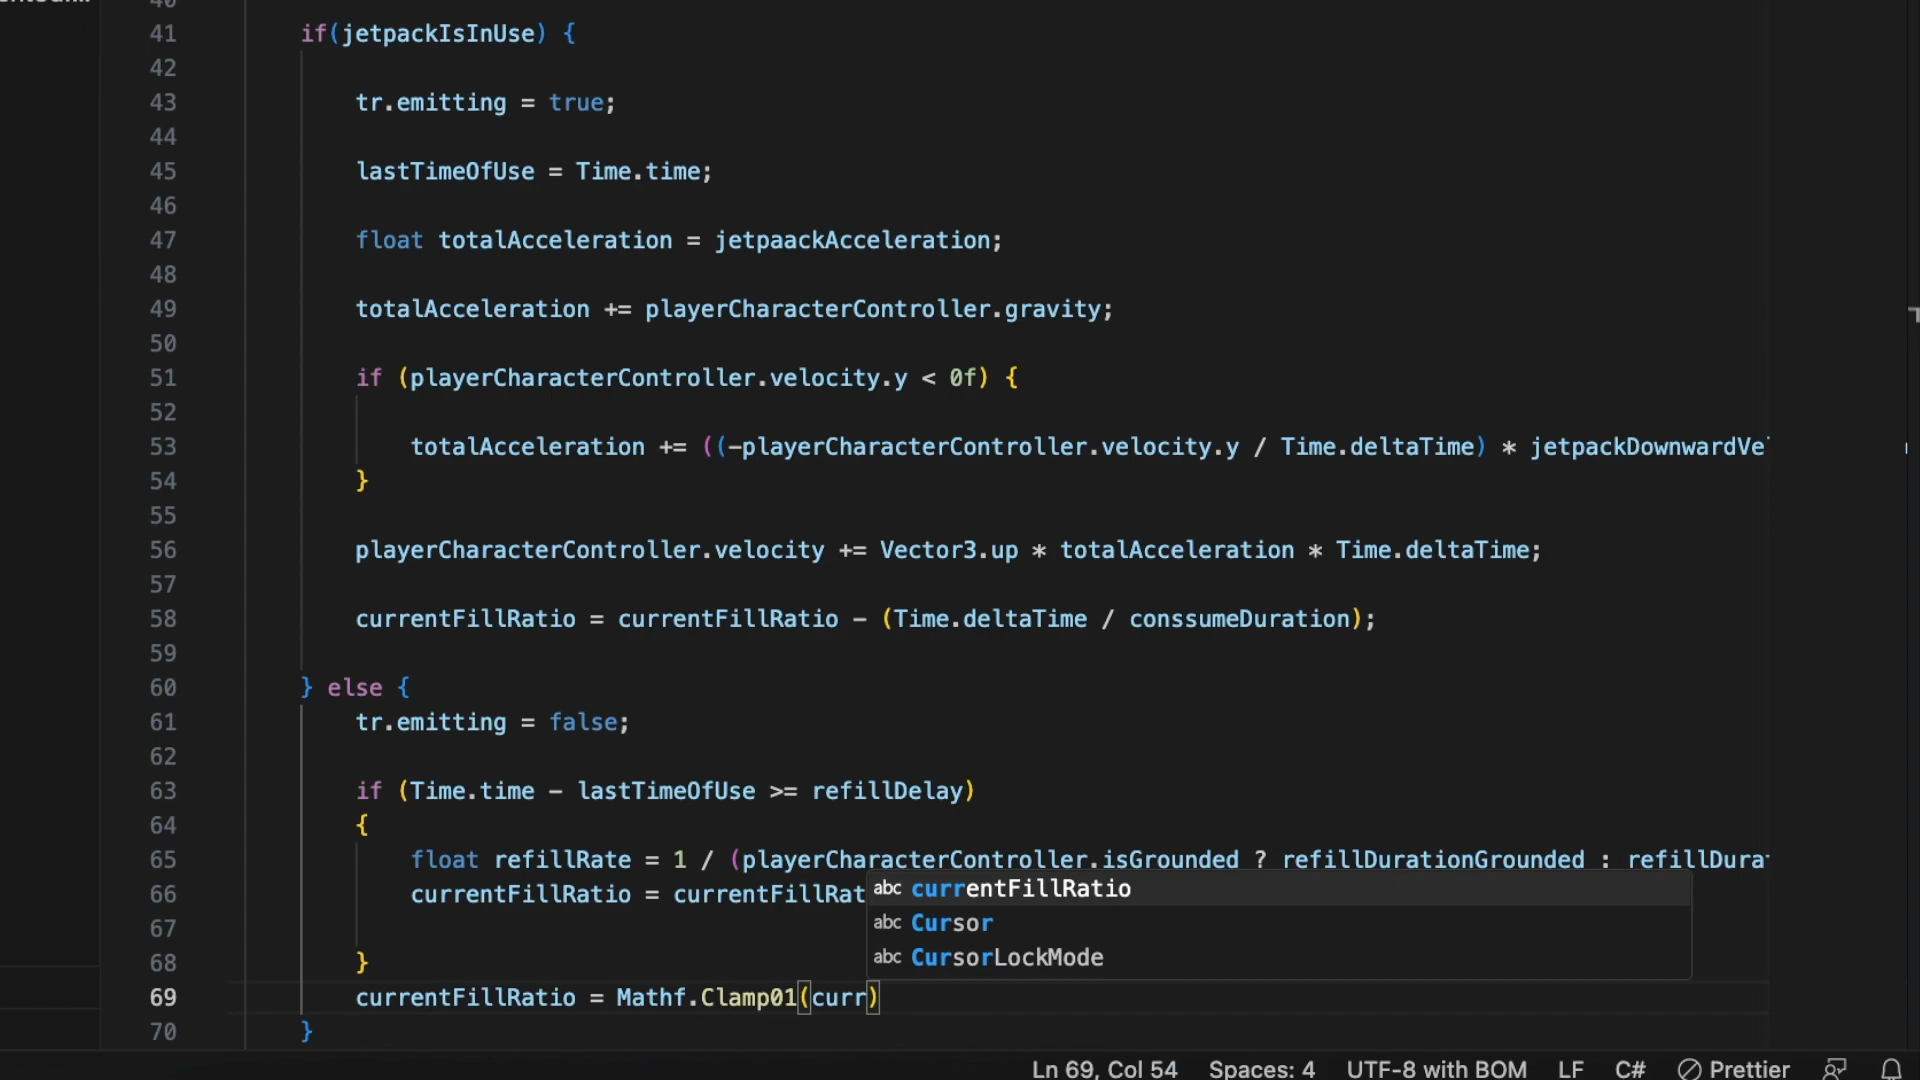 40
41 if(jetpackIsInUse) {
42
43 tr.emitting = true;
44
45 lastTimeOfUse = Time.time;
46
47 float totalAcceleration = jetpaackAcceleration;
48
49 totalAcceleration += playerCharacterController.gravity;
50
51 if (playerCharacterController.velocity.y < 0f) {
52
53 totalAcceleration += ((-playerCharacterController.velocity.y / Time.deltaTime) * jetpackDownwardVel
54 }
55
56 playerCharacterController.velocity += Vector3.up * totalAcceleration * Time.deltaTime;
57
58 currentFillRatio = currentFillRatio - (Time.deltaTime / conssumeDuration);
59
60 } else {
61 tr.emitting = false;
62
63 if (Time.time - lastTimeOfUse >= refillDelay)
64 {
65 float refillRate = 1 / (playerCharacterController.isGrounded ? refillDurationGrounded : refillDurat
currentFillRatio
66 currentFillRatio = currentFillRat
Cursor
67
CursorLockMode
68 }
69 currentFillRatio = Mathf.Clamp01(curr)
70 }
Ln 69, Col 54 Spaces: 4 UTF-8 with BOM LF C# Prettier